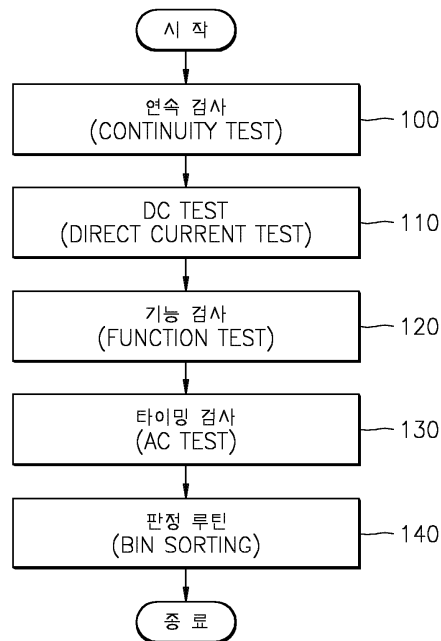 시 작
연속 검사
(CONTINUITY TEST)
100
DC TEST
(DIRECT CURRENT TEST)
110
기능 검사
(FUNCTION TEST)
120
타이밍 검사
(AC TEST)
130
판정 루틴
(BIN SORTING)
140
종 료